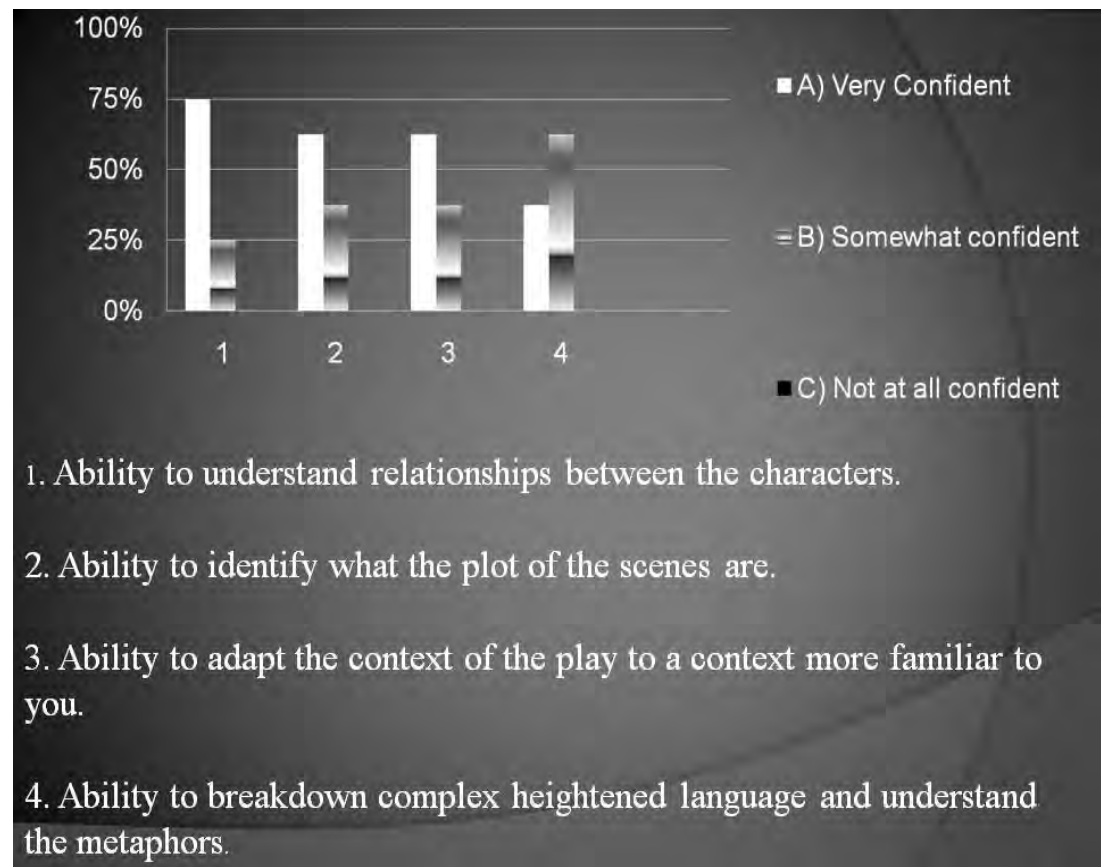 100%
75%
50%
25%
0%
1 2 3 4
A) Very Confident
B) Somewhat confident
C) Not at all confident
1. Ability to understand relationships between the characters.
2. Ability to identify what the plot of the scenes are.
3. Ability to adapt the context of the play to a context more familiar to
you.
4. Ability to breakdown complex heightened language and understand
the metaphors.